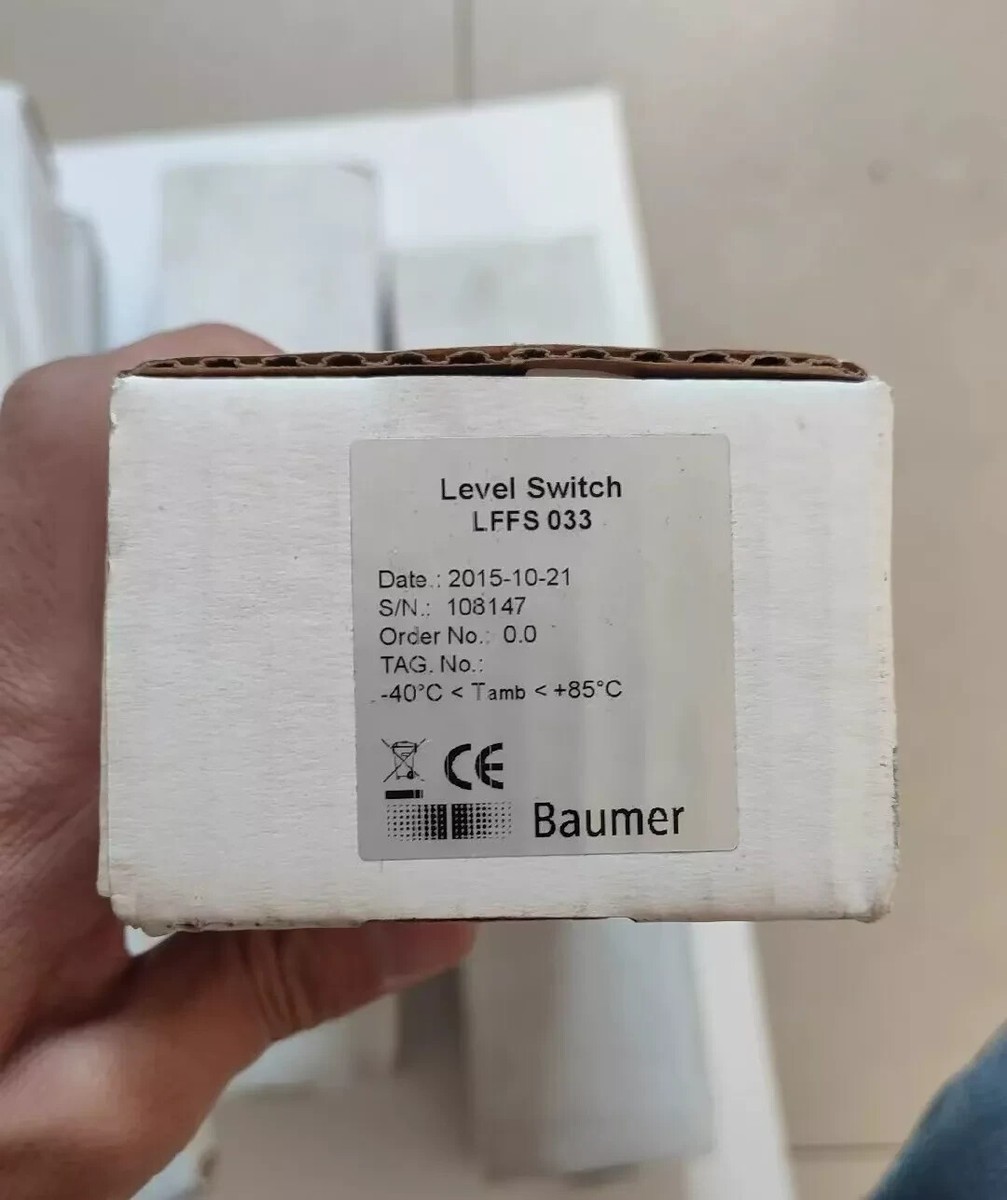 Level Switch
LFFS 033
Date.: 2015-10-21
S/N.: 108147
Order No.: 0.0
TAG. No.:
-40°C < Tamb < +85°C
CE
Baumer